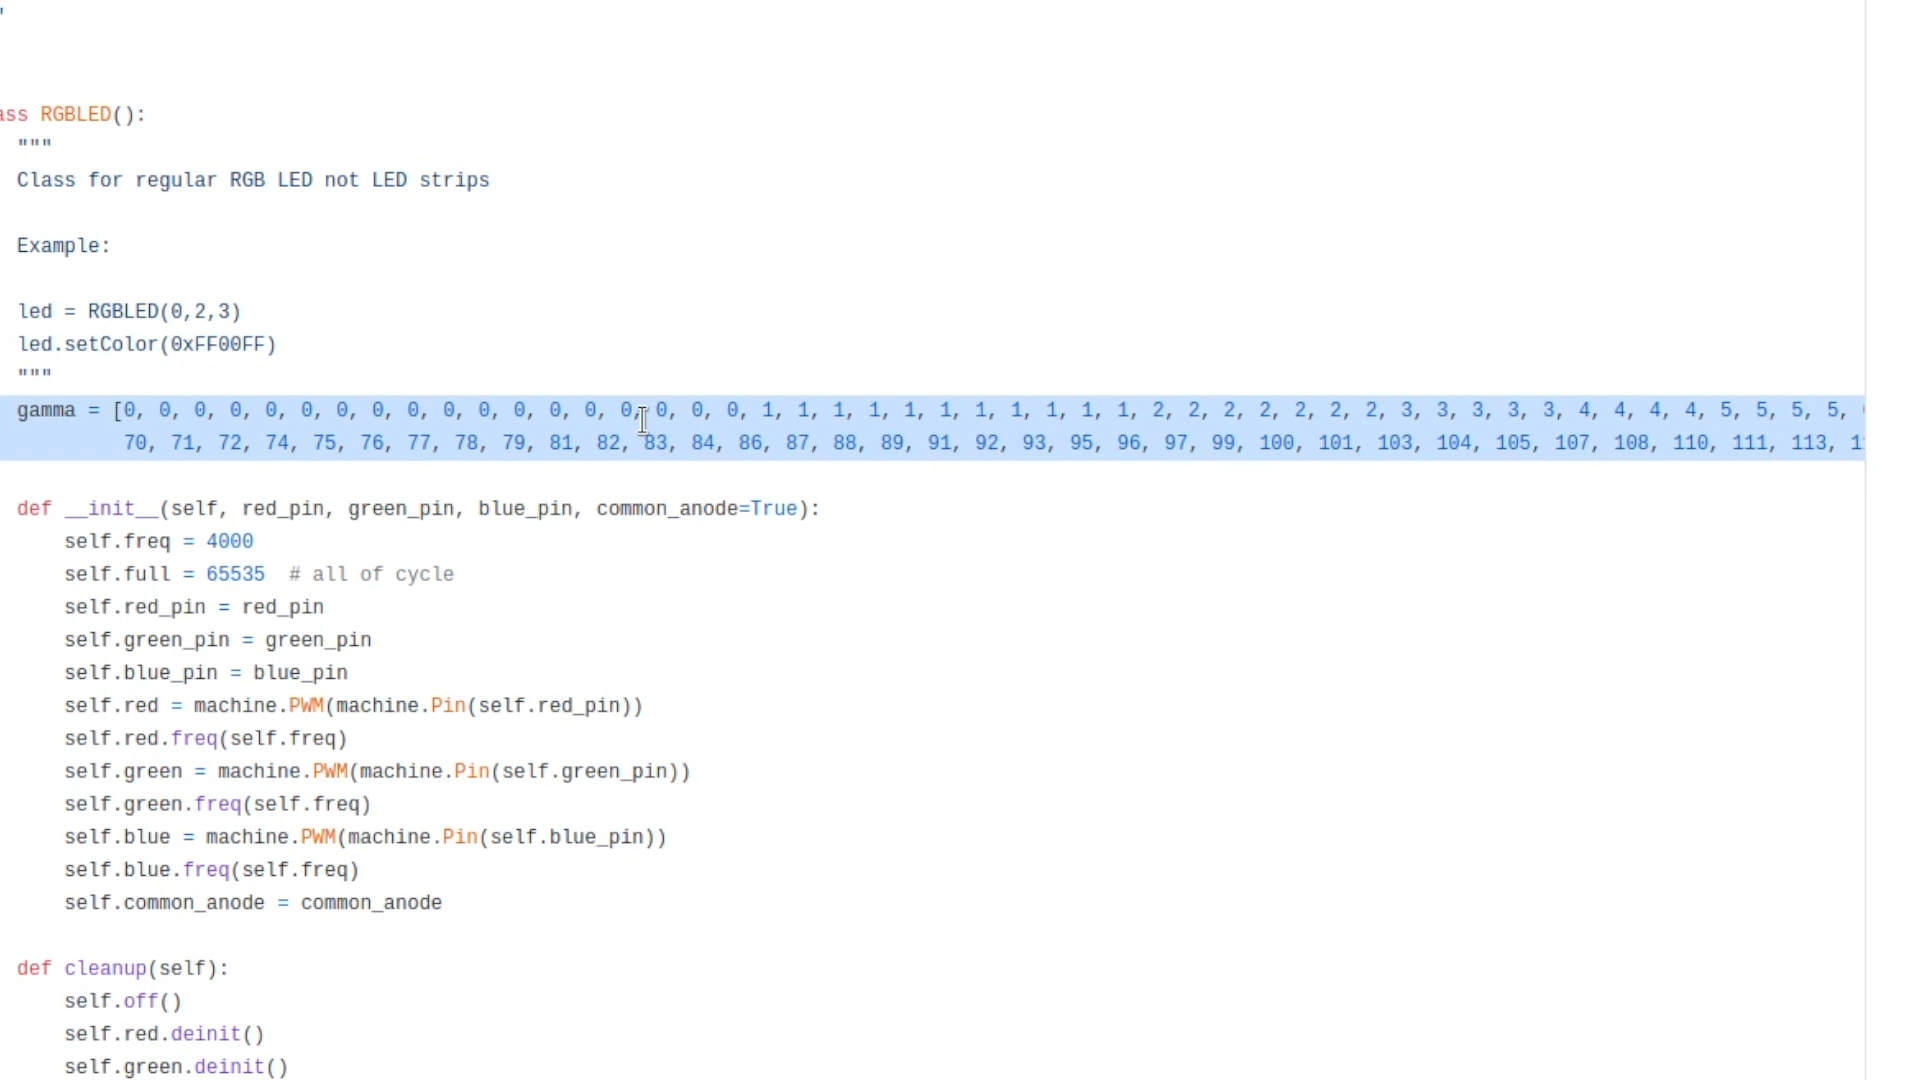 ass RGBLED():
"""
Class for regular RGB LED not LED strips
Example:
led = RGBLED(0,2,3)
led.setColor(0xFF00FF)
"""
gamma = [0, 0, 0, 0, 0, 0, 0, 0, 0, 0, 0, 0, 0, 0, 0, 0, 0, 0, 1, 1, 1, 1, 1, 1, 1, 1, 1, 1, 1, 2, 2, 2, 2, 2, 2, 2, 3, 3, 3, 3, 3, 4, 4, 4, 4, 5, 5, 5, 5,
70, 71, 72, 74, 75, 76, 77, 78, 79, 81, 82, 83, 84, 86, 87, 88, 89, 91, 92, 93, 95, 96, 97, 99, 100, 101, 103, 104, 105, 107, 108, 110, 111, 113,
def __init__(self, red_pin, green_pin, blue_pin, common_anode=True):
self.freq = 4000
self.full = 65535  # all of cycle
self.red_pin = red_pin
self.green_pin = green_pin
self.blue_pin = blue_pin
self.red = machine.PWM(machine.Pin(self.red_pin))
self.red.freq(self.freq)
self.green = machine.PWM(machine.Pin(self.green_pin))
self.green.freq(self.freq)
self.blue = machine.PWM(machine.Pin(self.blue_pin))
self.blue.freq(self.freq)
self.common_anode = common_anode
def cleanup(self):
self.off()
self.red.deinit()
self.green.deinit()